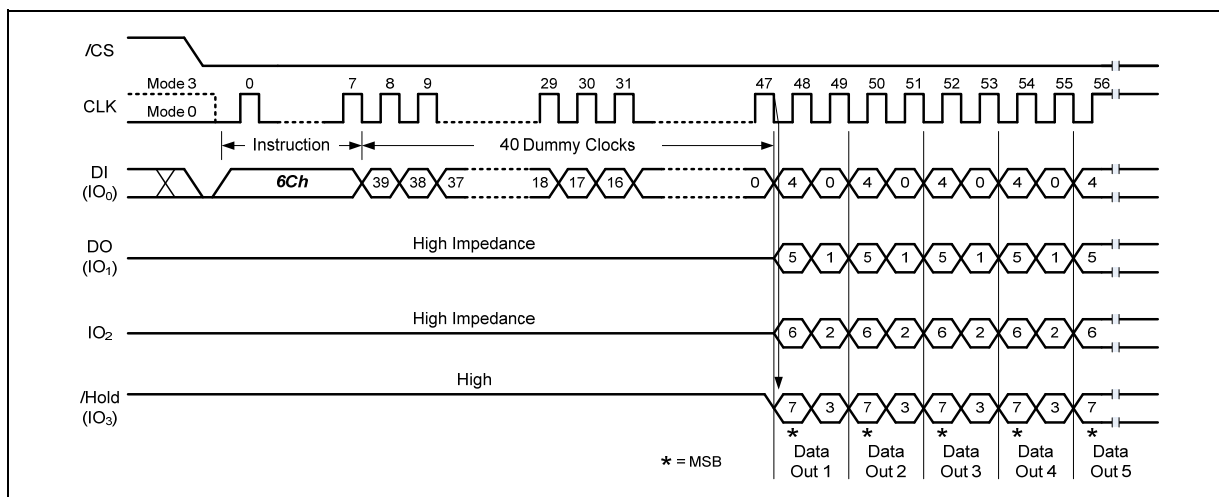 /CS
Mode 3 0 7 8 9 29 30 31 47 48 49 50 51 52 53 54 55 56
CLK
Mode 0
Instruction 40 Dummy Clocks
DI
(IO0) 6Ch 39 38 37 18 17 16 0 4 0 4 0 4 0 4 0 4
DO
(IO1) High Impedance 5 1 5 1 5 1 5 1 5
IO2 High Impedance 6 2 6 2 6 2 6 2 6
/Hold
(IO3) High 7 3 7 3 7 3 7 3 7
* * * * *
* = MSB
Data Out 1
Data Out 2
Data Out 3
Data Out 4
Data Out 5